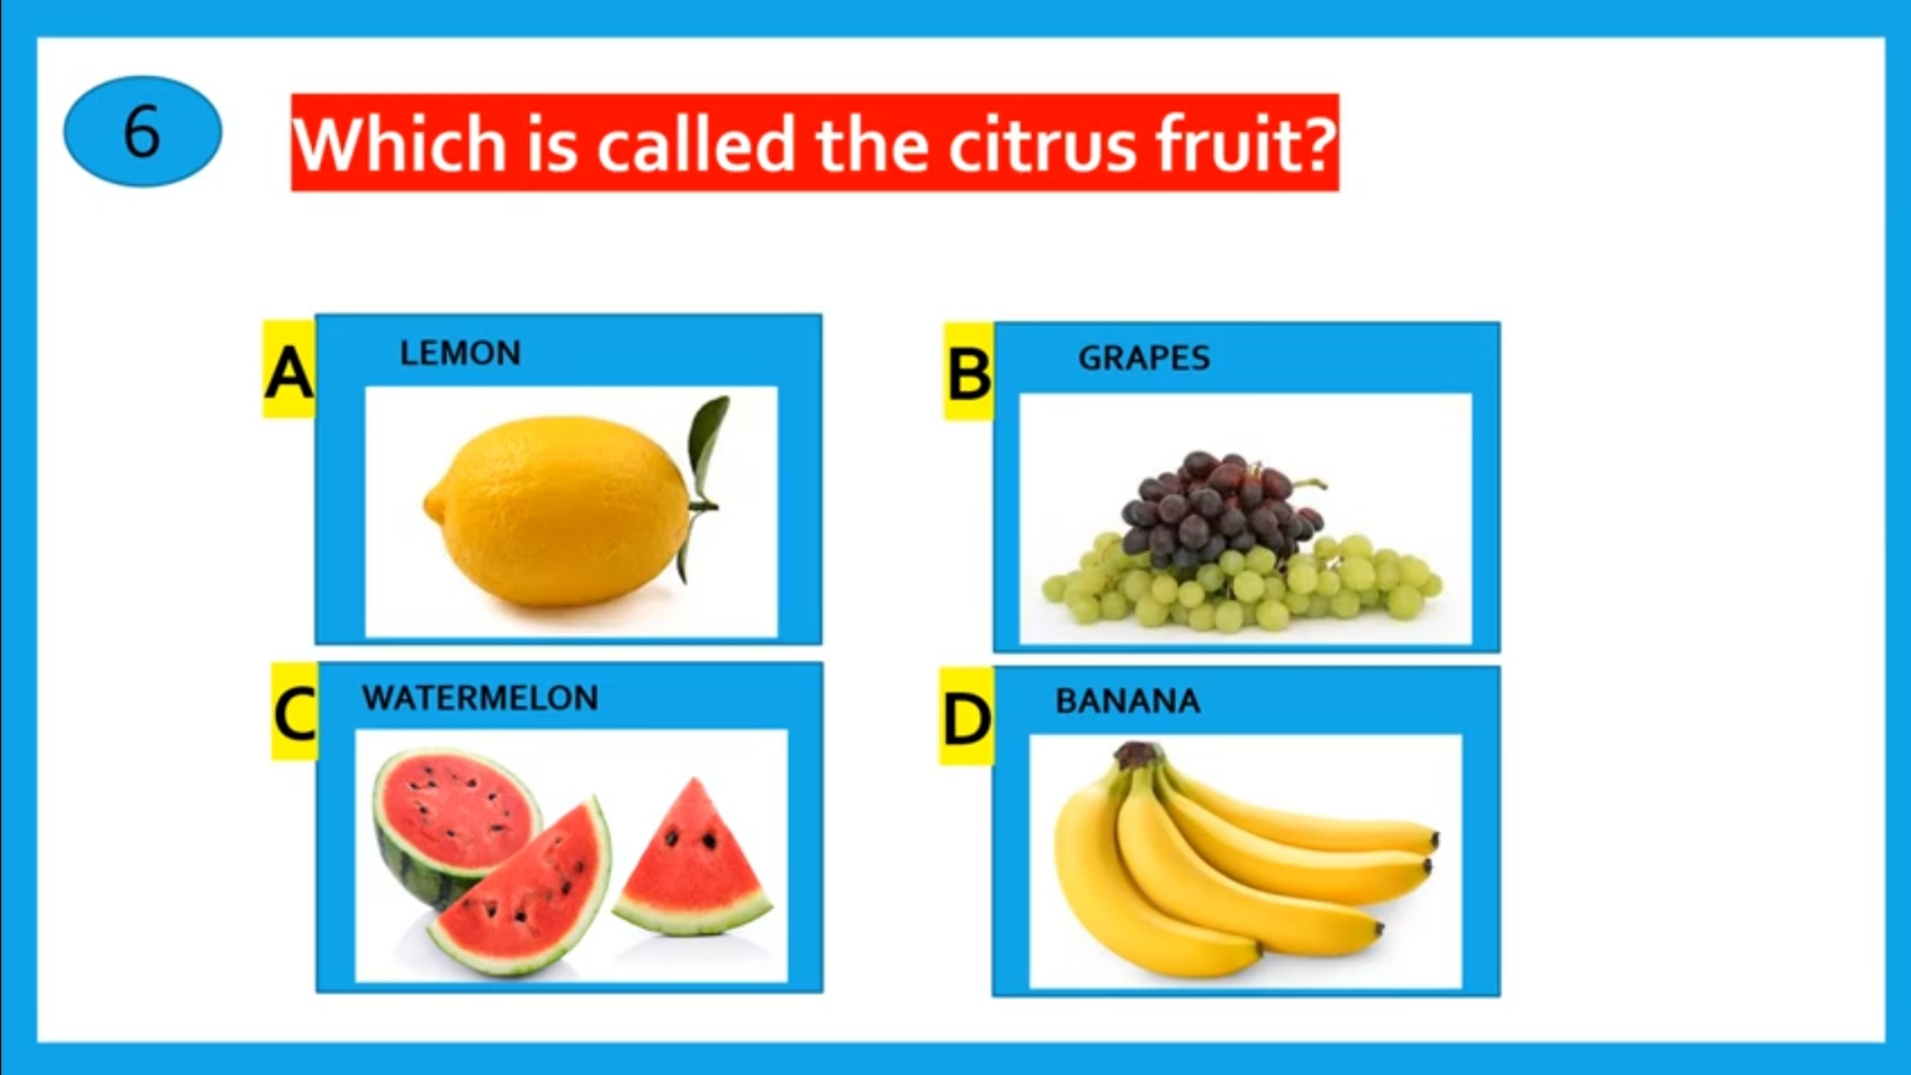 6
Which is called the citrus fruit?
A
LEMON
B
GRAPES
C
WATERMELON
D
BANANA